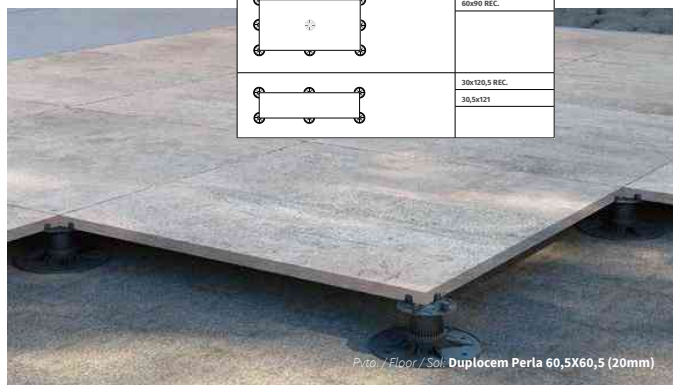 60x90 REC.
30x120,5 REC.
30,5x121
Pvto. / Floor / Sol: Duplocem Perla 60,5X60,5 (20mm)